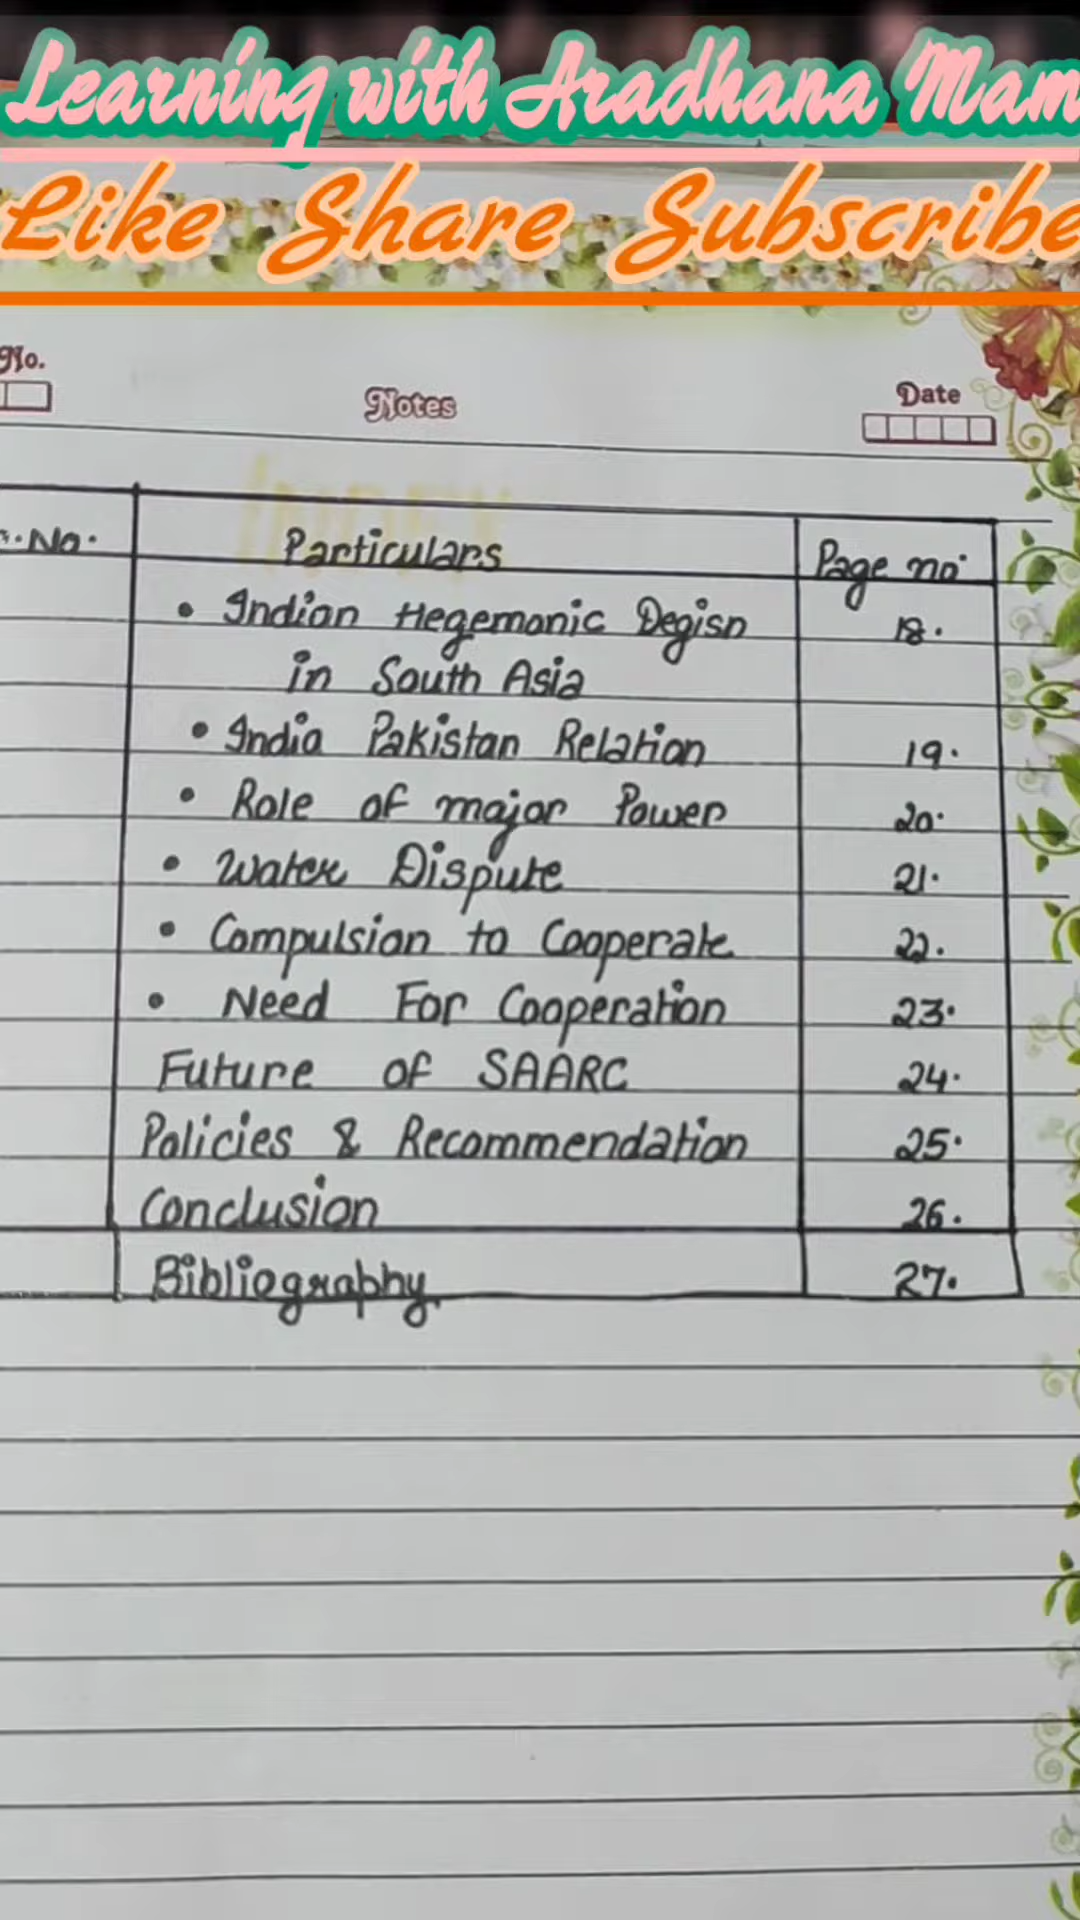 Learning with Aradhana Mam
Like Share Subscribe
No.
Notes
Date
No. Particulars Page no.
• Indian Hegemonic Degisn 18.
in South Asia
• India Pakistan Relation 19.
• Role of major Power 20.
• Water Dispute 21.
• Compulsion to Cooperate 22.
• Need For Cooperation 23.
Future of SAARC 24.
Policies & Recommendation 25.
Conclusion 26.
Bibliography. 27.